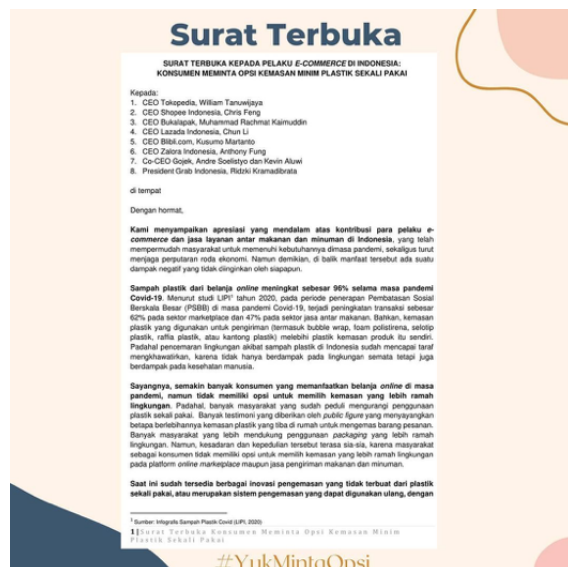 Surat Terbuka
SURAT TERBUKA KEPADA PELAKU E-COMMERCE DI INDONESIA:
KONSUMEN MEMINTA OPSI KEMASAN MINIM PLASTIK SEKALI PAKAI
Kepada:
1. CEO Tokepedia, William Tanuwijaya
2. CEO Shopee Indonesia, Chris Feng
3. CEO Bukalapak, Muhammad Rachmat Kaimuddin
4. CEO Lazada Indonesia, Chun Li
5. CEO Blibli.com, Kusumo Martanto
6. CEO Zalora Indonesia, Anthony Fung
7. Co-CEO Gojek, Andre Soelistyo dan Kevin Aluwi
8. President Grab Indonesia, Ridzki Kramadibrata
di tempat
Dengan hormat,
Kami menyampaikan apresiasi yang mendalam atas kontribusi para pelaku e-
commerce dan jasa layanan antar makanan dan minuman di Indonesia, yang telah
mempermudah masyarakat untuk memenuhi kebutuhannya dimasa pandemi, sekaligus turut
menjaga perputaran roda ekonomi. Namun demikian, di balik manfaat tersebut ada suatu
dampak negatif yang tidak diinginkan oleh siapapun.
Sampah plastik dari belanja online meningkat sebesar 96% selama masa pandemi
Covid-19. Menurut studi LIPI¹ tahun 2020, pada periode penerapan Pembatasan Sosial
Berskala Besar (PSBB) di masa pandemi Covid-19, terjadi peningkatan transaksi sebesar
62% pada sektor marketplace dan 47% pada sektor jasa antar makanan. Bahkan, kemasan
plastik yang digunakan untuk pengiriman (termasuk bubble wrap, foam polistirena, selotip
plastik, raffia plastik, atau kantong plastik) melebihi plastik kemasan produk itu sendiri.
Padahal pencemaran lingkungan akibat sampah plastik di Indonesia sudah mencapai taraf
mengkhawatirkan, karena tidak hanya berdampak pada lingkungan semata tetapi juga
berdampak pada kesehatan manusia.
Sayangnya, semakin banyak konsumen yang memanfaatkan belanja online di masa
pandemi, namun tidak memiliki opsi untuk memilih kemasan yang lebih ramah
lingkungan. Padahal, banyak masyarakat yang sudah peduli mengurangi penggunaan
plastik sekali pakai. Banyak testimoni yang diberikan oleh public figure yang menyayangkan
betapa berlebihannya kemasan plastik yang tiba di rumah untuk mengemas barang pesanan.
Banyak masyarakat yang lebih mendukung penggunaan packaging yang lebih ramah
lingkungan. Namun, kesadaran dan kepedulian tersebut terasa sia-sia, karena masyarakat
sebagai konsumen tidak memiliki opsi untuk memilih kemasan yang lebih ramah lingkungan
pada platform online marketplace maupun jasa pengiriman makanan dan minuman.
Saat ini sudah tersedia berbagai inovasi pengemasan yang tidak terbuat dari plastik
sekali pakai, atau merupakan sistem pengemasan yang dapat digunakan ulang, dengan
¹ Sumber: Infografis Sampah Plastik Covid (LIPI, 2020)
1|Surat Terbuka Konsumen Meminta Opsi Kemasan Minim
Plastik Sekali Pakai
#YukMintaOpsi